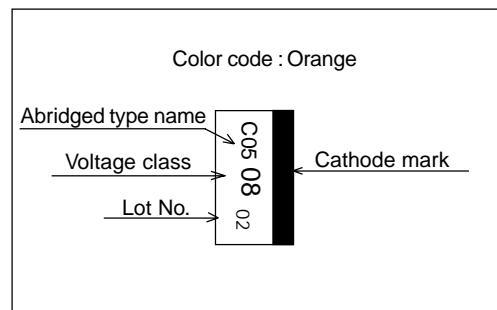 Color code : Orange
Abridged type name
Voltage class
Lot No.
C05 08 02
Cathode mark